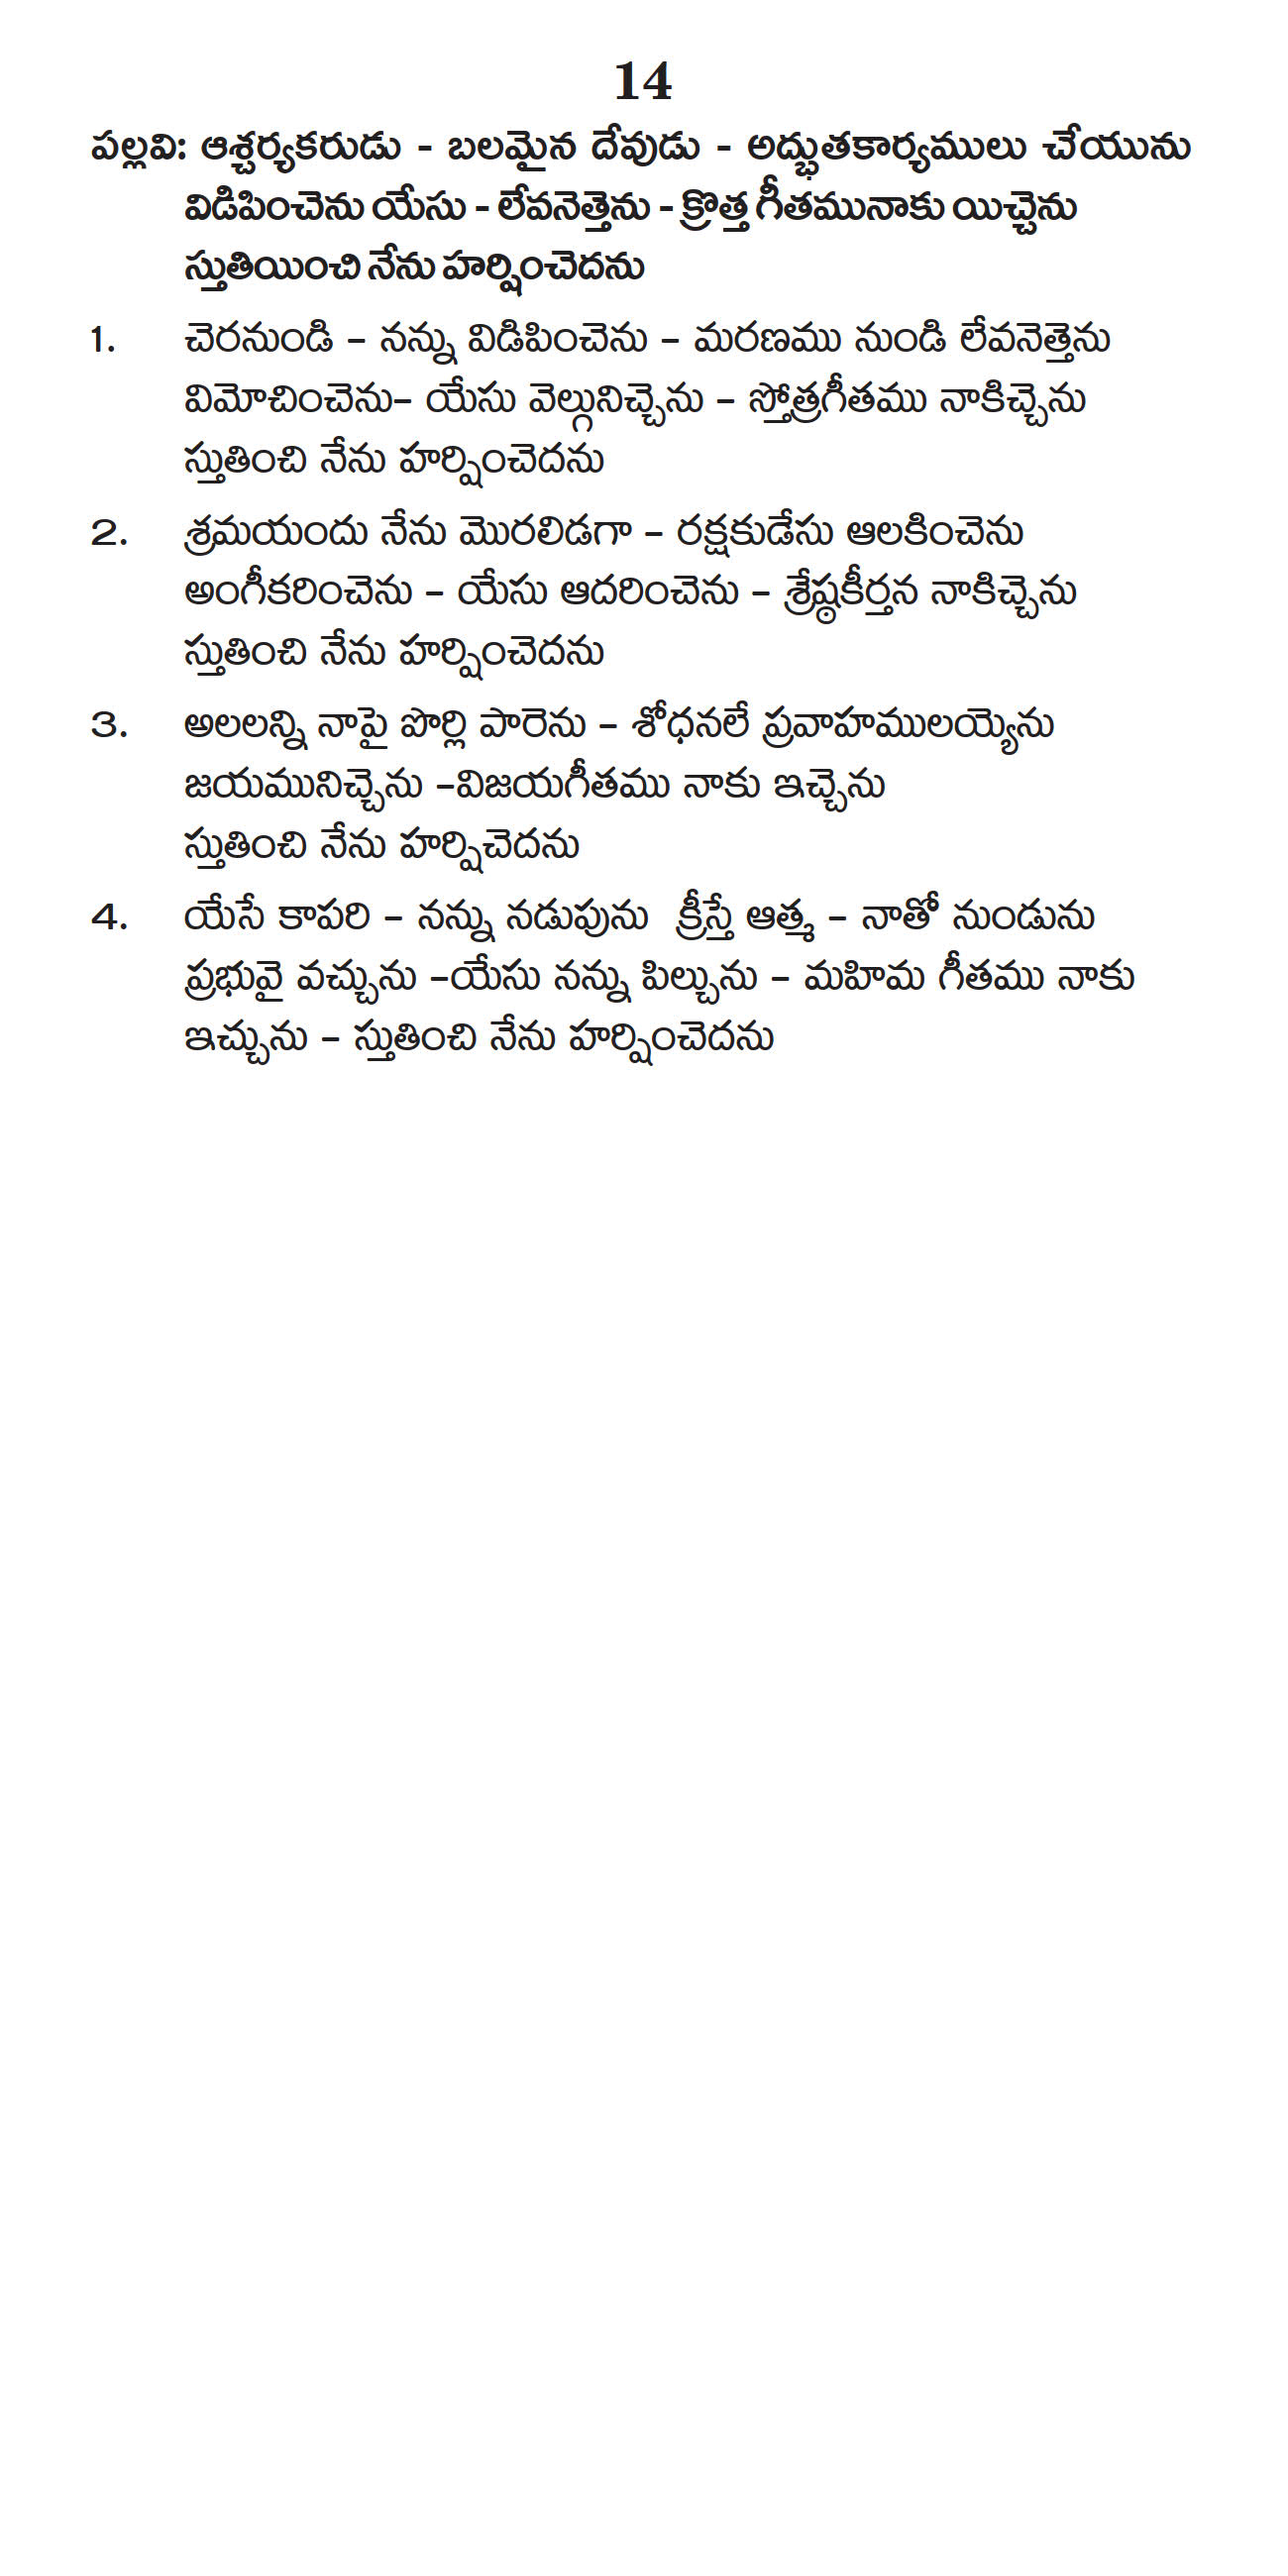 14
పల్లవి: ఆశ్చర్యకరుడు - బలమైన దేవుడు - అద్భుతకార్యములు చేయును
విడిపించెను యేసు - లేవనెత్తెను - క్రొత్త గీతమునాకు యిచ్చెను
స్తుతియించి నేను హర్షించెదను
1. చెరనుండి – నన్ను విడిపించెను – మరణము నుండి లేవనెత్తెను
విమోచించెను– యేసు వెల్గునిచ్చెను – స్తోత్రగీతము నాకిచ్చెను
స్తుతించి నేను హర్షించెదను
2. శ్రమయందు నేను మొరలిడగా – రక్షకుడేసు ఆలకించెను
అంగీకరించెను – యేసు ఆదరించెను – శ్రేష్ఠకీర్తన నాకిచ్చెను
స్తుతించి నేను హర్షించెదను
3. అలలన్ని నాపై పొర్లి పారెను – శోధనలే ప్రవాహములయ్యెను
జయమునిచ్చెను –విజయగీతము నాకు ఇచ్చెను
స్తుతించి నేను హర్షిచెదను
4. యేసే కాపరి – నన్ను నడుపును క్రీస్తే ఆత్మ – నాతో నుండును
ప్రభువై వచ్చును –యేసు నన్ను పిల్చును – మహిమ గీతము నాకు
ఇచ్చును – స్తుతించి నేను హర్షించెదను